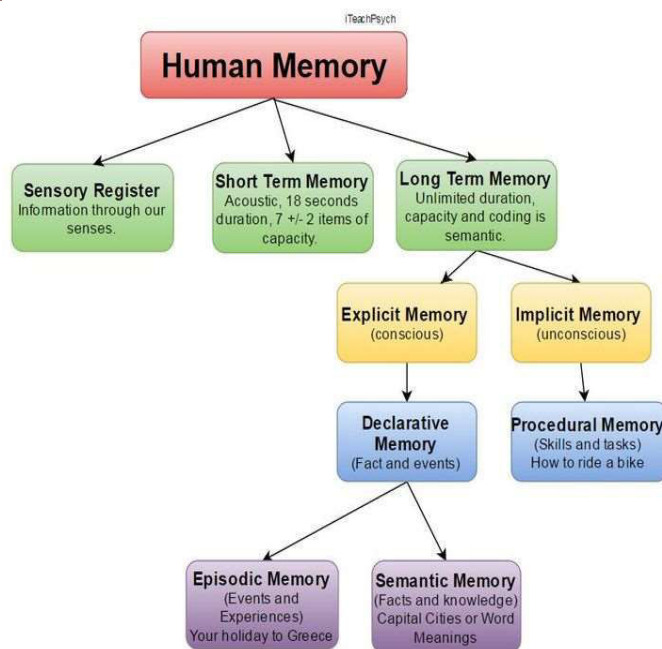 iTeachPsych
Human Memory
Sensory Register
Information through our
senses.
Short Term Memory
Acoustic, 18 seconds
duration, 7 +/- 2 items of
capacity.
Long Term Memory
Unlimited duration,
capacity and coding is
semantic.
Explicit Memory
(conscious)
Implicit Memory
(unconscious)
Declarative
Memory
(Fact and events)
Procedural Memory
(Skills and tasks)
How to ride a bike
Episodic Memory
(Events and
Experiences)
Your holiday to Greece
Semantic Memory
(Facts and knowledge)
Capital Cities or Word
Meanings